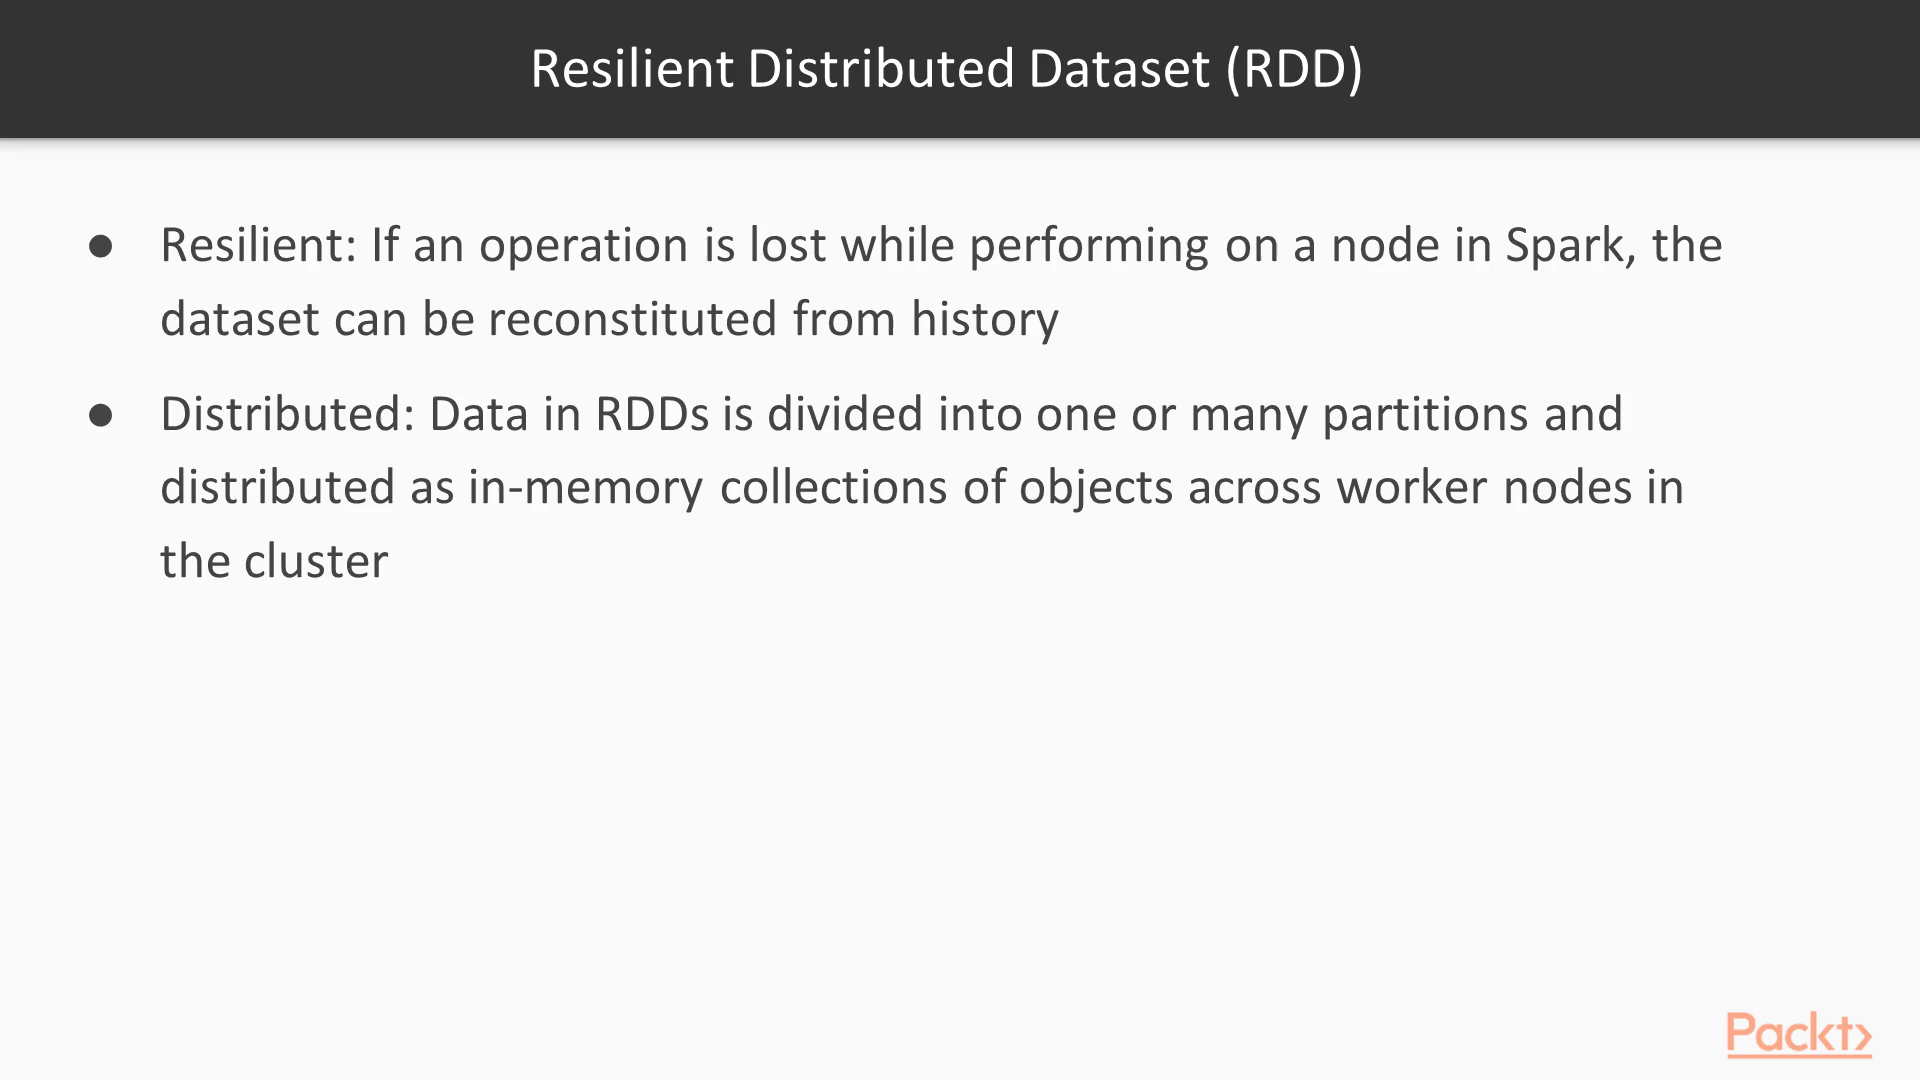 Resilient Distributed Dataset (RDD)
● Resilient: If an operation is lost while performing on a node in Spark, the
dataset can be reconstituted from history
● Distributed: Data in RDDs is divided into one or many partitions and
distributed as in-memory collections of objects across worker nodes in
the cluster
Packt>